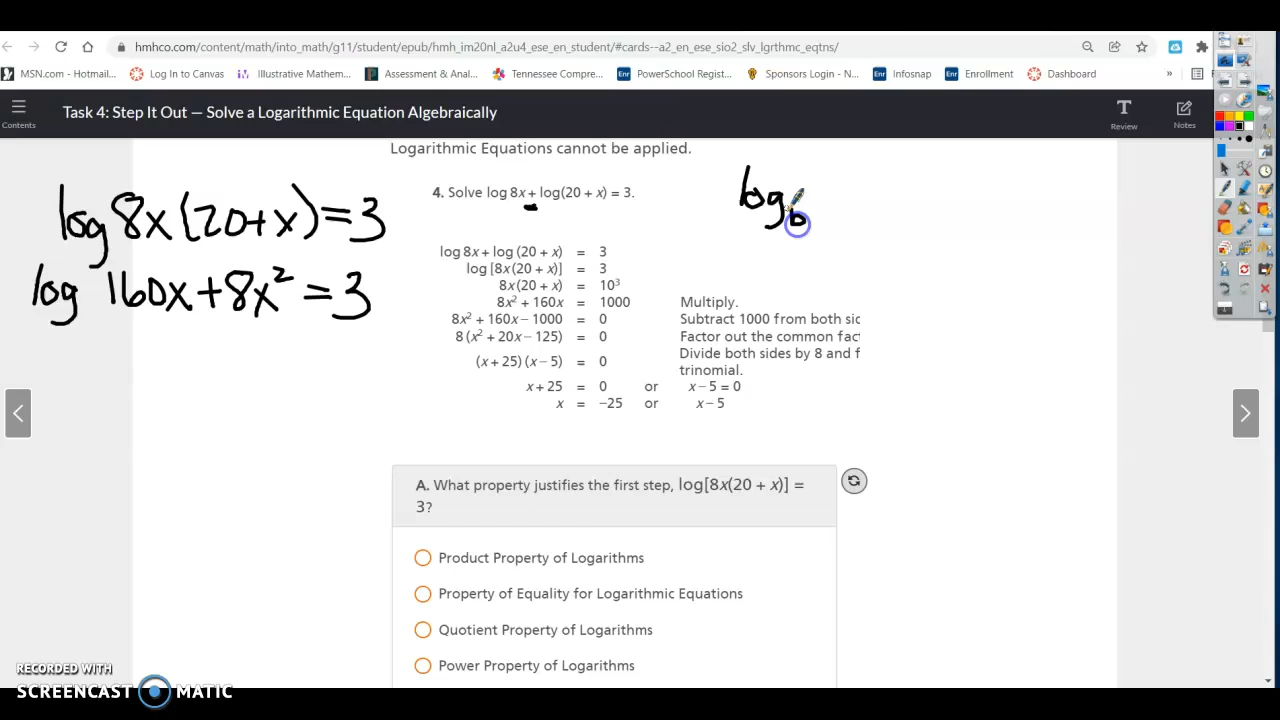 hmhco.com/content/math/into_math/g11/student/epub/hmh_im20nl_a2u4_ese_en_student/#cards--a2_en_ese_sio2_slv_lgrthmc_eqtns/
MSN.com - Hotmail... Log In to Canvas Illustrative Mathem... Assessment & Anal... Tennessee Compre... PowerSchool Regist... Sponsors Login - N... Infosnap Enrollment Dashboard »
Contents
Task 4: Step It Out — Solve a Logarithmic Equation Algebraically
Review
Notes
Logarithmic Equations cannot be applied.
4. Solve log 8x + log(20 + x) = 3.
log 8x(20+x)=3
log 160x+8x² =3
log b
log 8x + log (20 + x) = 3
log [8x(20 + x)] = 3
8x(20 + x) = 10³
8x² + 160x = 1000 Multiply.
8x² + 160x − 1000 = 0 Subtract 1000 from both sid
8 (x² + 20x − 125) = 0 Factor out the common fac
Divide both sides by 8 and f
(x + 25) (x − 5) = 0 trinomial.
x + 25 = 0 or x − 5 = 0
x = −25 or x − 5
A. What property justifies the first step, log[8x(20 + x)] =
3?
Product Property of Logarithms
Property of Equality for Logarithmic Equations
Quotient Property of Logarithms
Power Property of Logarithms
RECORDED WITH
SCREENCAST MATIC